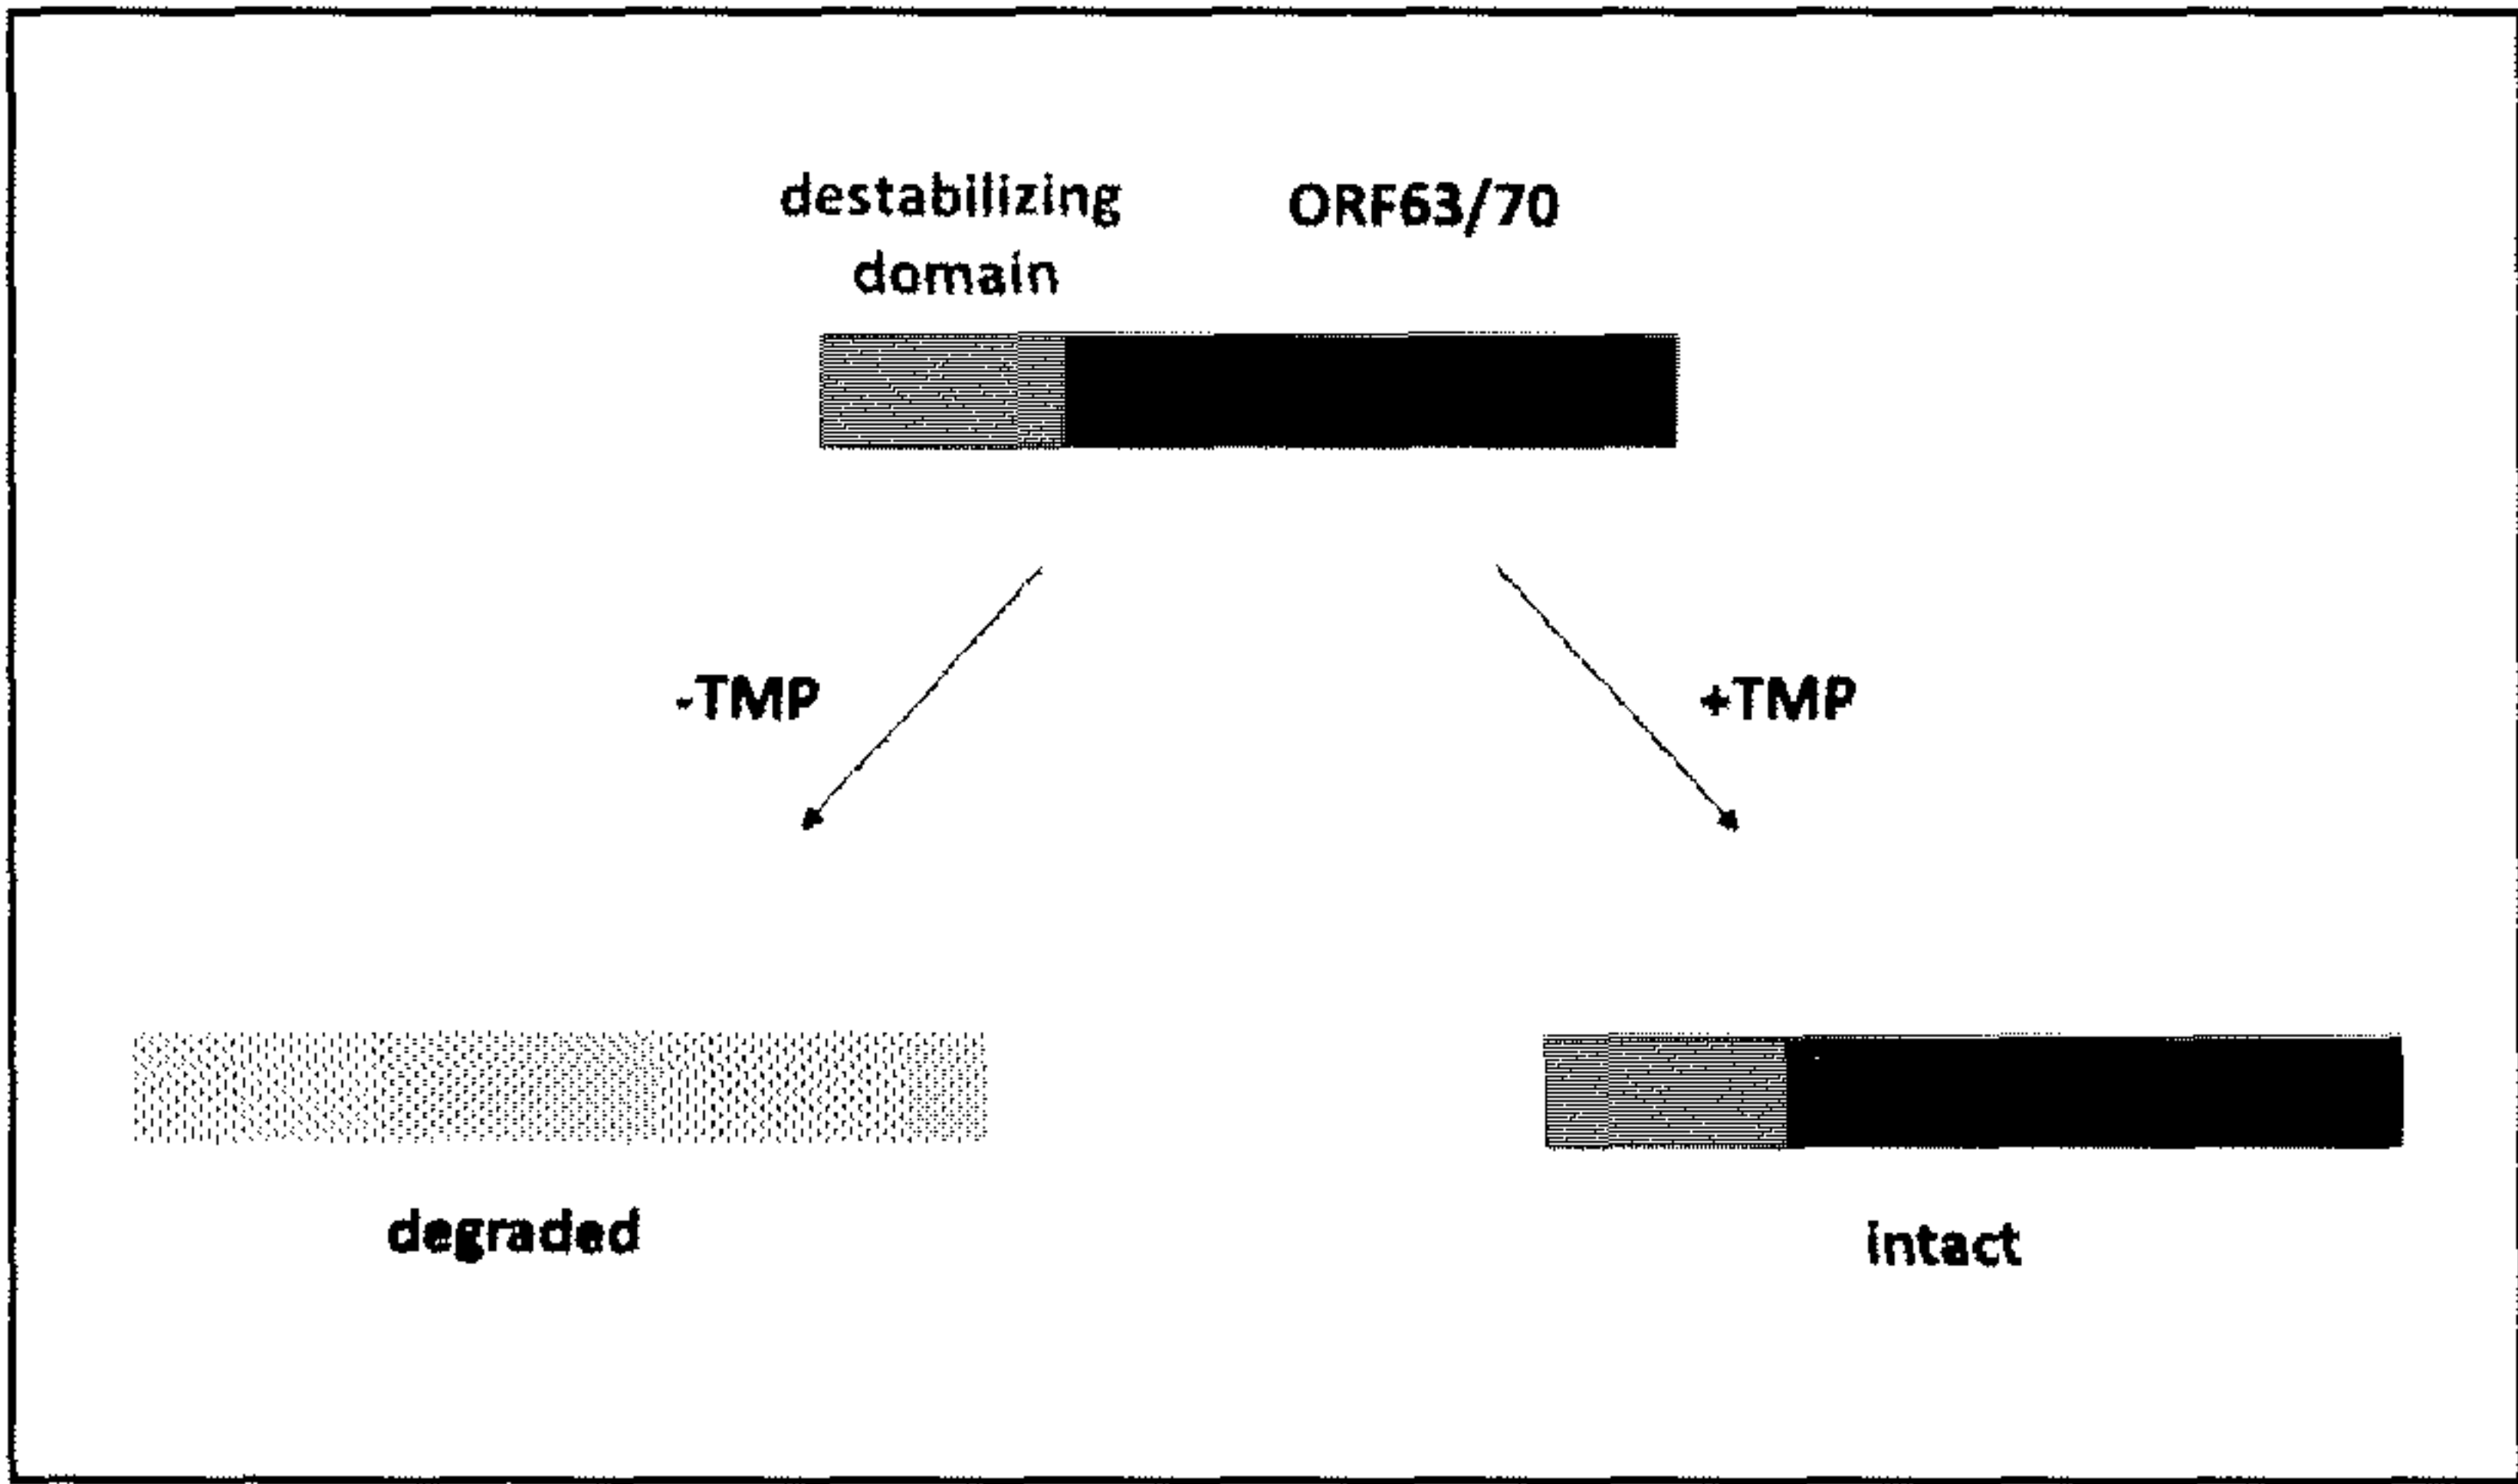 destabilizing
domain
ORF63/70
-TMP
+TMP
degraded
intact